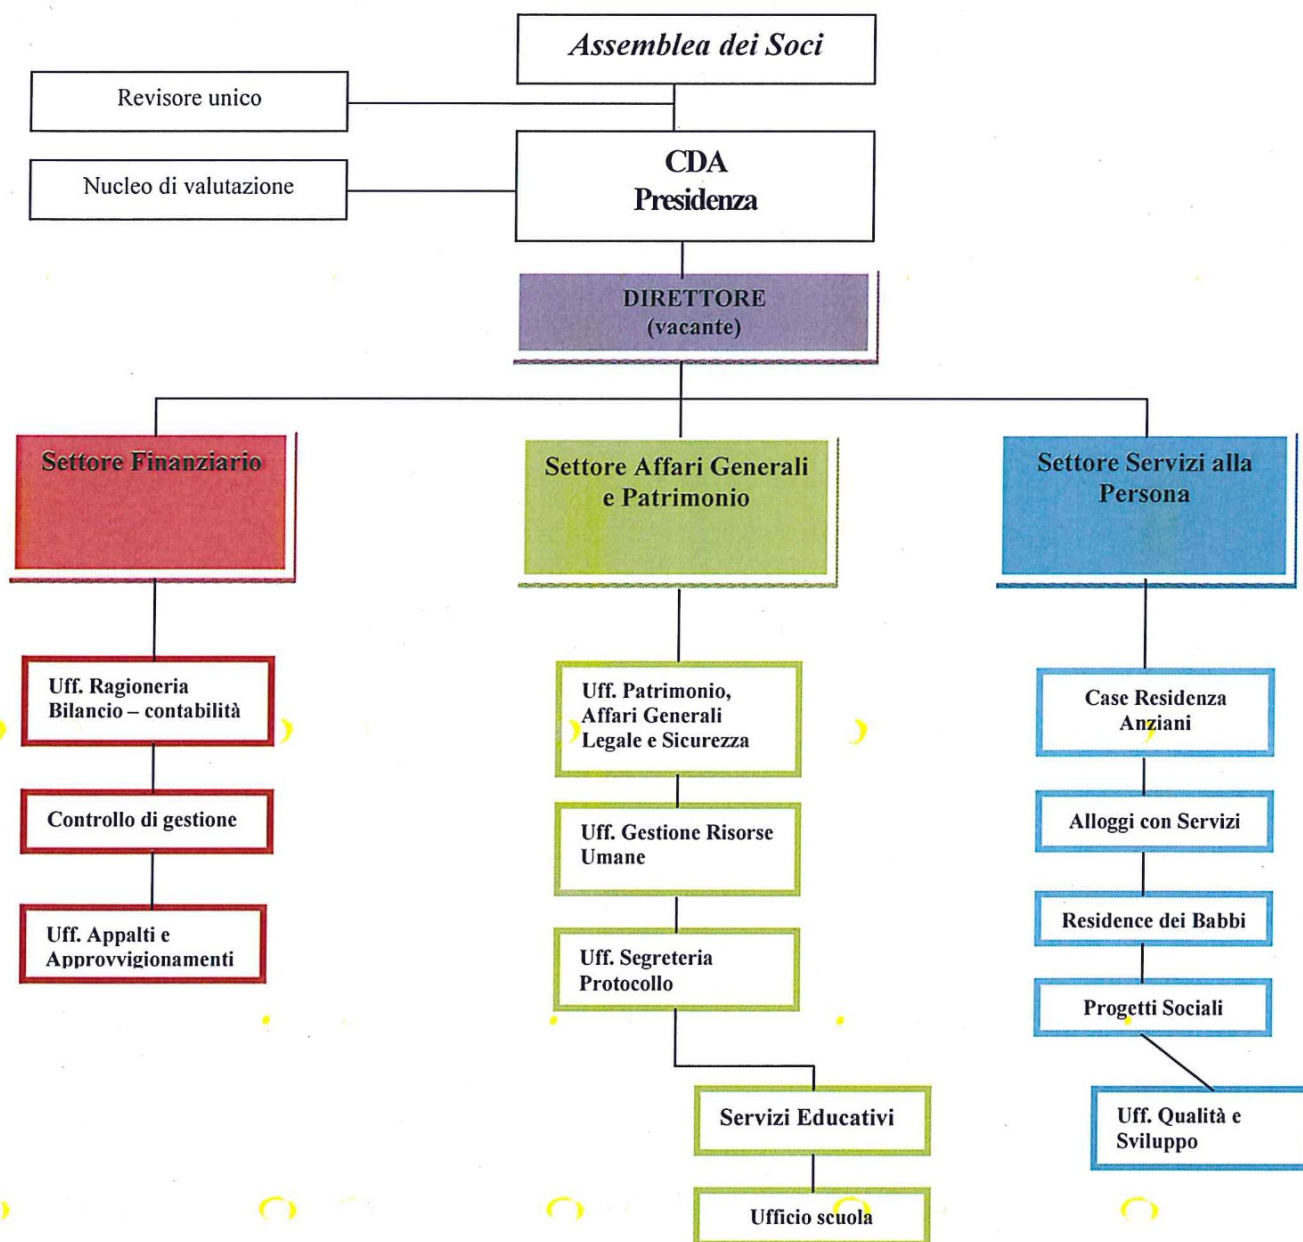 Assemblea dei Soci
Revisore unico
CDA
Presidenza
Nucleo di valutazione
DIRETTORE
(vacante)
Settore Finanziario
Settore Affari Generali
e Patrimonio
Settore Servizi alla
Persona
Uff. Ragioneria
Bilancio – contabilità
Controllo di gestione
Uff. Appalti e
Approvvigionamenti
Uff. Patrimonio,
Affari Generali
Legale e Sicurezza
Uff. Gestione Risorse
Umane
Uff. Segreteria
Protocollo
Servizi Educativi
Ufficio scuola
Case Residenza
Anziani
Alloggi con Servizi
Residence dei Babbi
Progetti Sociali
Uff. Qualità e
Sviluppo